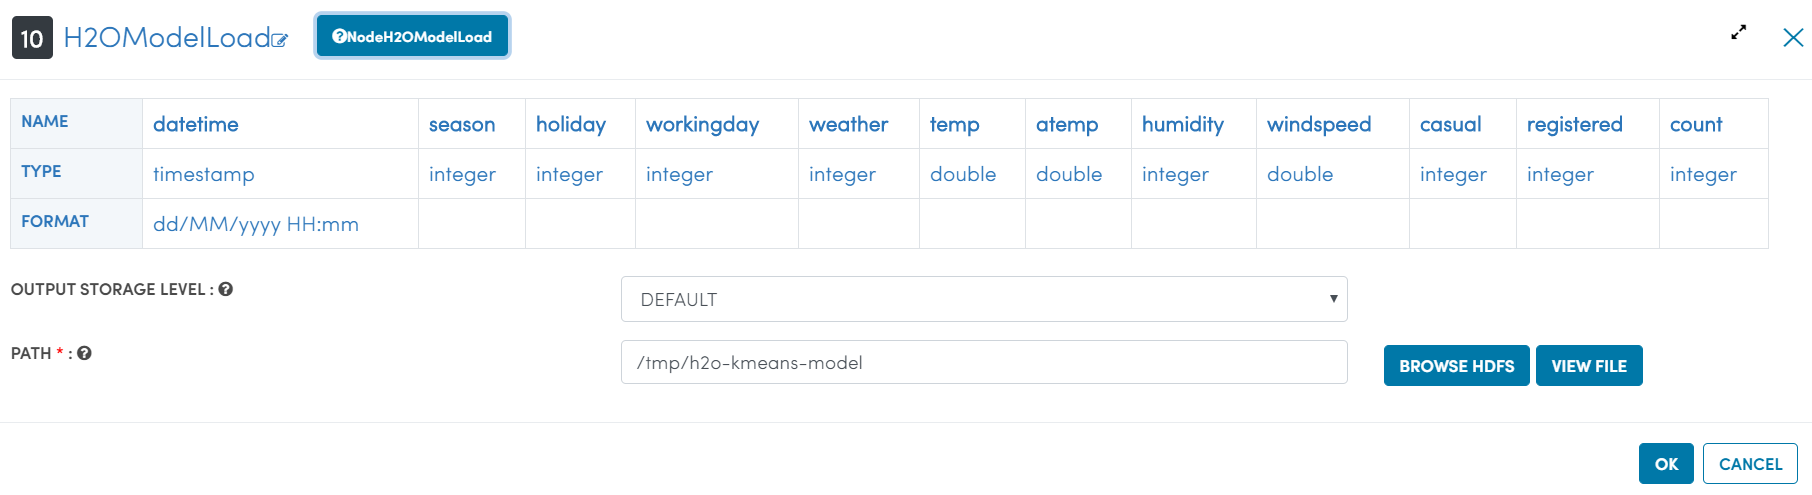 10 H2OModelLoad NodeH2OModelLoad
NAME datetime season holiday workingday weather temp atemp humidity windspeed casual registered count
TYPE timestamp integer integer integer integer double double integer double integer integer integer
FORMAT dd/MM/yyyy HH:mm
OUTPUT STORAGE LEVEL : DEFAULT
PATH * : /tmp/h2o-kmeans-model BROWSE HDFS VIEW FILE
OK CANCEL